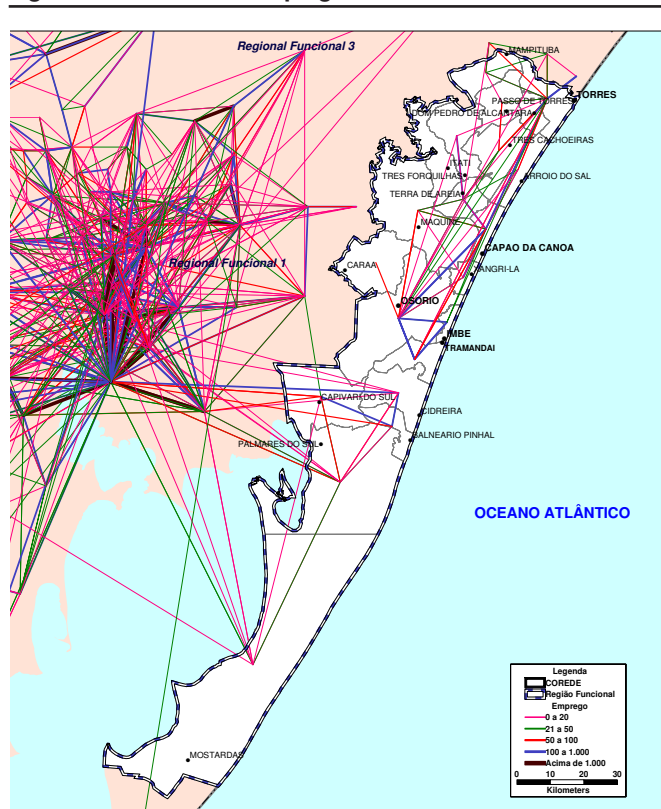 Regional Funcional 3
MAMPITUBA
TORRES
PASSO DE TORRES
DOM PEDRO DE ALCANTARA
TRES CACHOEIRAS
ITATI
TRES FORQUILHAS
ARROIO DO SAL
TERRA DE AREIA
MAQUINE
Regional Funcional 1
CAPAO DA CANOA
CARAA
XANGRI-LA
OSORIO
IMBE
TRAMANDAI
CAPIVARI DO SUL
CIDREIRA
BALNEARIO PINHAL
PALMARES DO SUL
OCEANO ATLÂNTICO
MOSTARDAS
Legenda
COREDE
Região Funcional
Emprego
0 a 20
21 a 50
50 a 100
100 a 1.000
Acima de 1.000
0 10 20 30
Kilometers